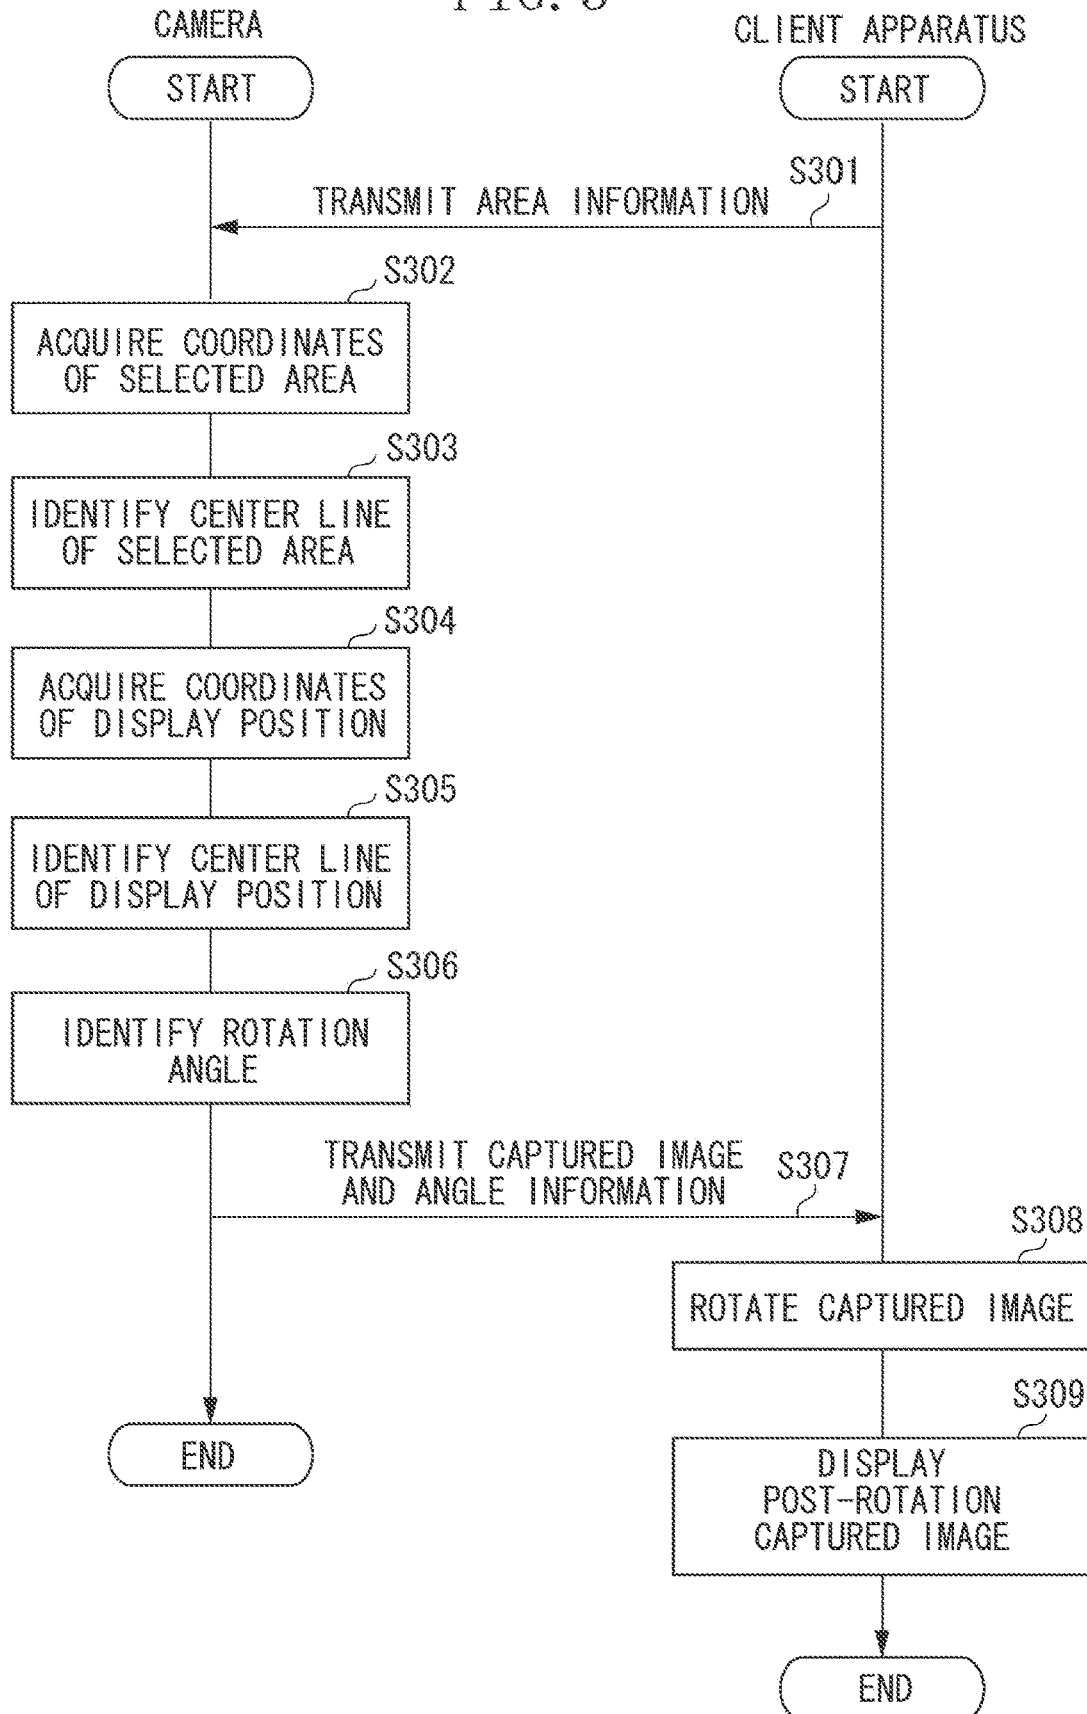 CAMERA
CLIENT APPARATUS
START
START
S301
TRANSMIT AREA INFORMATION
S302
ACQUIRE COORDINATES
OF SELECTED AREA
S303
IDENTIFY CENTER LINE
OF SELECTED AREA
S304
ACQUIRE COORDINATES
OF DISPLAY POSITION
S305
IDENTIFY CENTER LINE
OF DISPLAY POSITION
S306
IDENTIFY ROTATION
ANGLE
TRANSMIT CAPTURED IMAGE
AND ANGLE INFORMATION
S307
S308
ROTATE CAPTURED IMAGE
S309
DISPLAY
POST-ROTATION
CAPTURED IMAGE
END
END